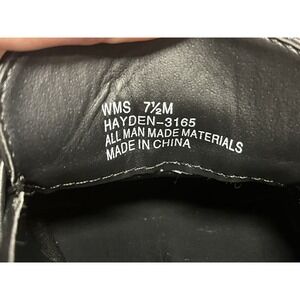 WMS 7½M
HAYDEN-3165
ALL MAN MADE MATERIALS
MADE IN CHINA